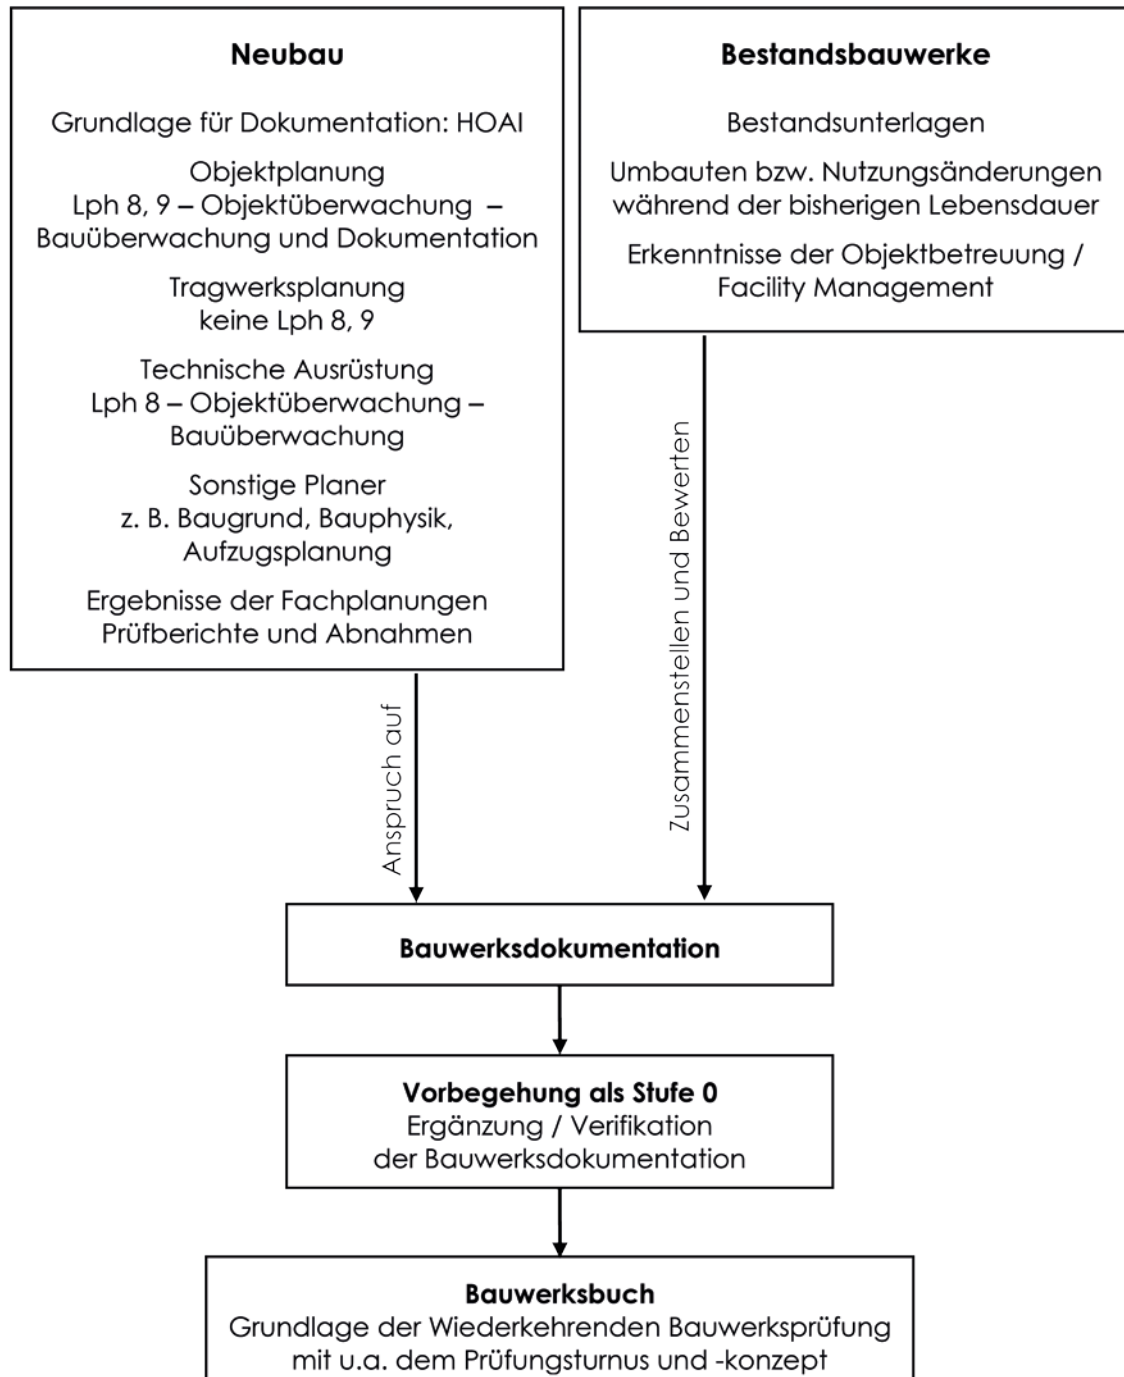 Neubau
Grundlage für Dokumentation: HOAI
Objektplanung
Lph 8, 9 – Objektüberwachung –
Bauüberwachung und Dokumentation
Tragwerksplanung
keine Lph 8, 9
Technische Ausrüstung
Lph 8 – Objektüberwachung –
Bauüberwachung
Sonstige Planer
z. B. Baugrund, Bauphysik,
Aufzugsplanung
Ergebnisse der Fachplanungen
Prüfberichte und Abnahmen
Bestandsbauwerke
Bestandsunterlagen
Umbauten bzw. Nutzungsänderungen
während der bisherigen Lebensdauer
Erkenntnisse der Objektbetreuung /
Facility Management
Anspruch auf
Zusammenstellen und Bewerten
Bauwerksdokumentation
Vorbegehung als Stufe 0
Ergänzung / Verifikation
der Bauwerksdokumentation
Bauwerksbuch
Grundlage der Wiederkehrenden Bauwerksprüfung
mit u.a. dem Prüfungsturnus und -konzept